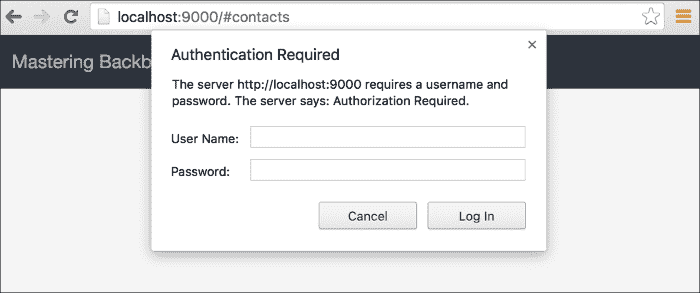 localhost:9000/#contacts
Mastering Backb
Authentication Required
The server http://localhost:9000 requires a username and
password. The server says: Authorization Required.
User Name:
Password:
Cancel Log In